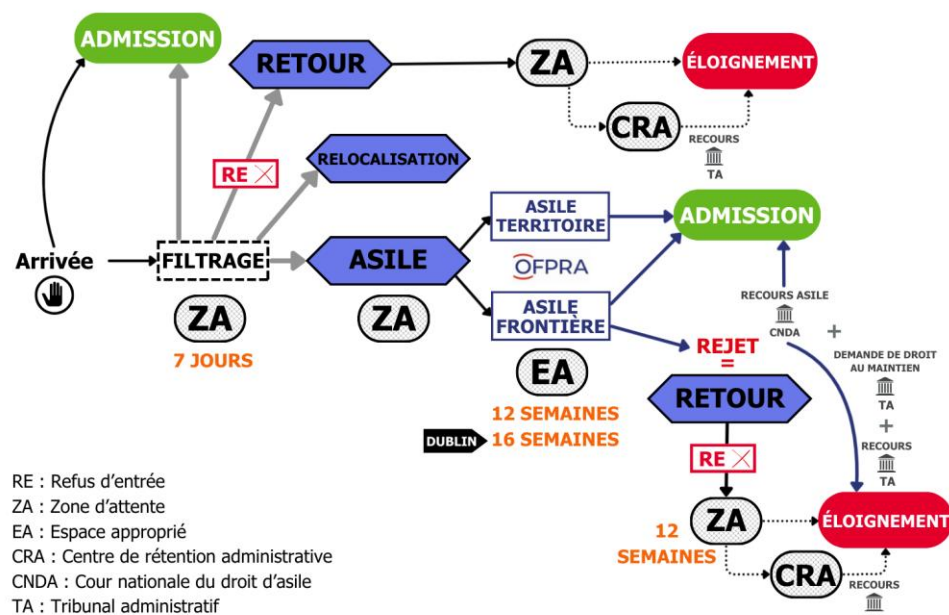 ADMISSION
RETOUR
ZA
ÉLOIGNEMENT
CRA
RECOURS
TA
RE
RELOCALISATION
Arrivée
FILTRAGE
ZA
7 JOURS
ASILE
ZA
ASILE
TERRITOIRE
OFPRA
ASILE
FRONTIÈRE
EA
12 SEMAINES
DUBLIN
16 SEMAINES
ADMISSION
RECOURS ASILE
CNDA
+
DEMANDE DE DROIT
AU MAINTIEN
TA
+
RECOURS
TA
REJET
=
RETOUR
RE
ZA
12
SEMAINES
ÉLOIGNEMENT
CRA
RECOURS
RE : Refus d’entrée
ZA : Zone d’attente
EA : Espace approprié
CRA : Centre de rétention administrative
CNDA : Cour nationale du droit d’asile
TA : Tribunal administratif